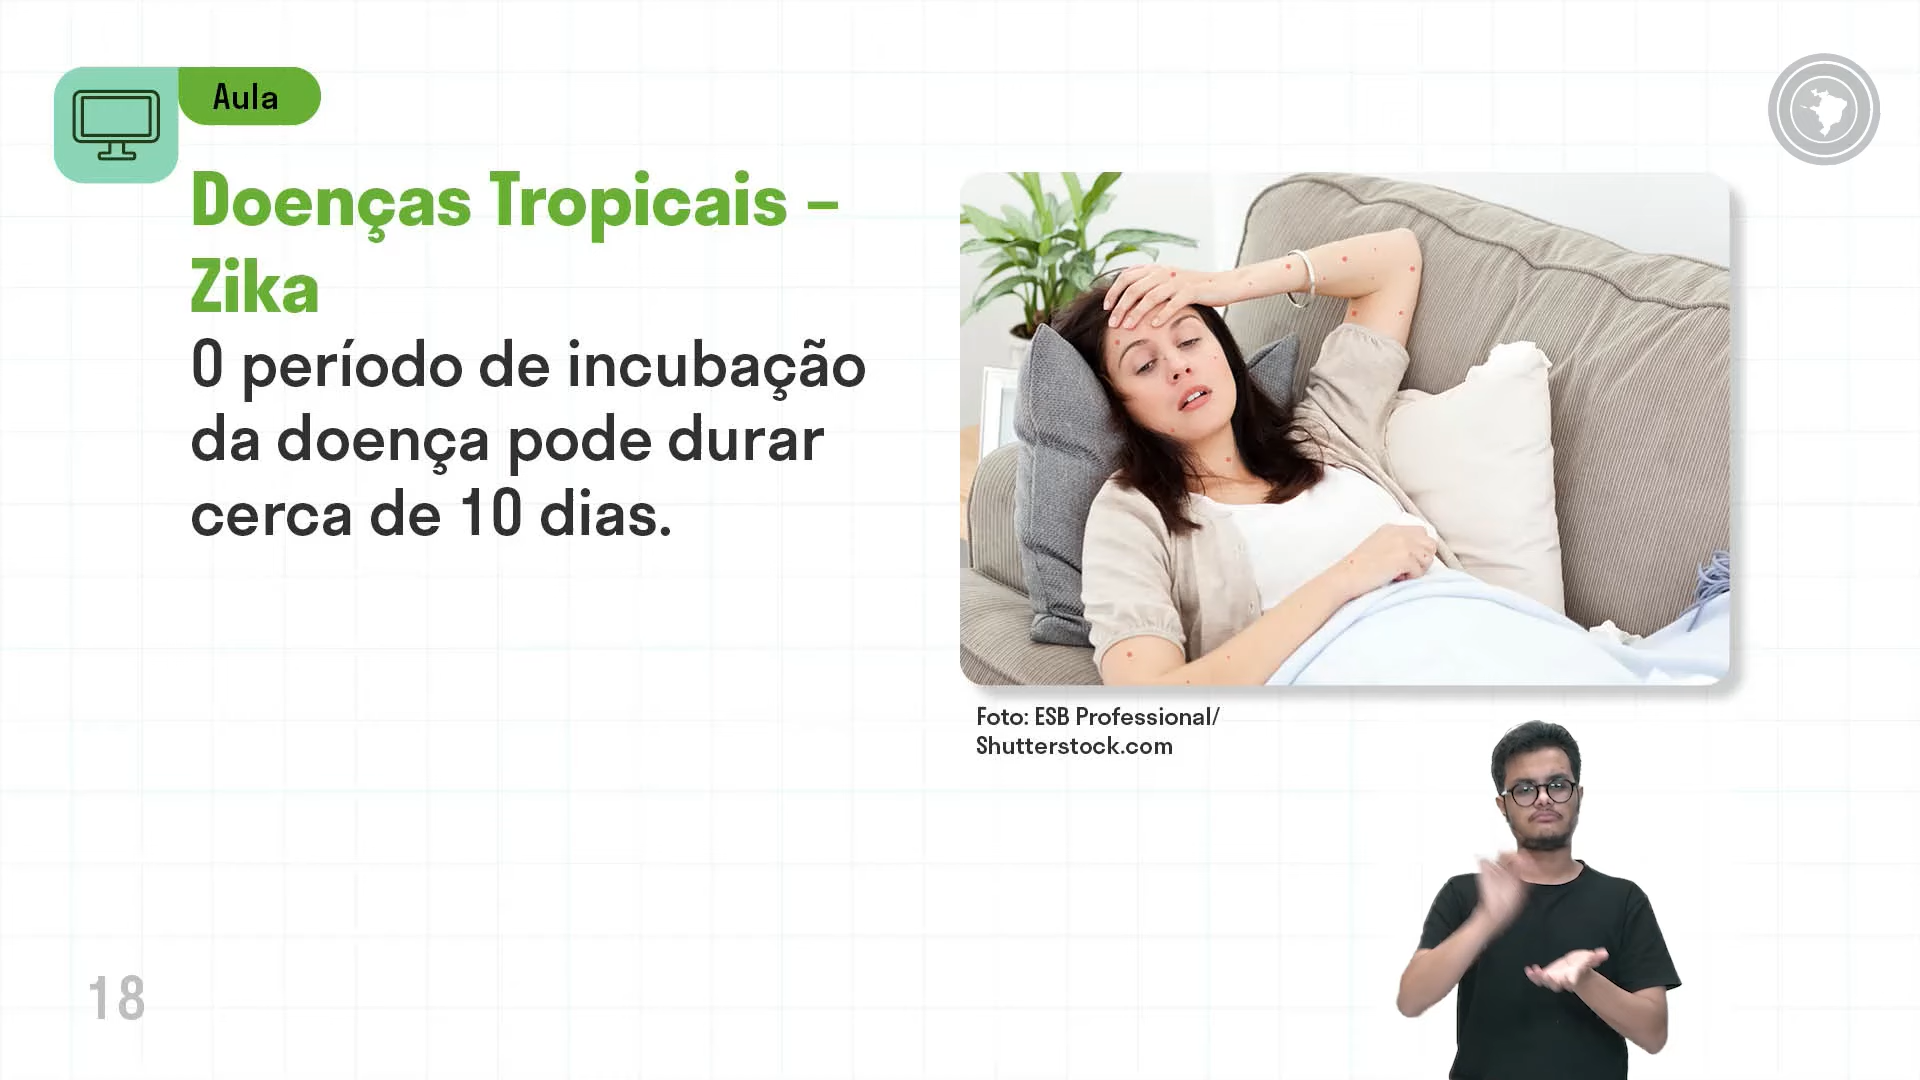 Aula
Doenças Tropicais –
Zika
O período de incubação
da doença pode durar
cerca de 10 dias.
Foto: ESB Professional/
Shutterstock.com
18